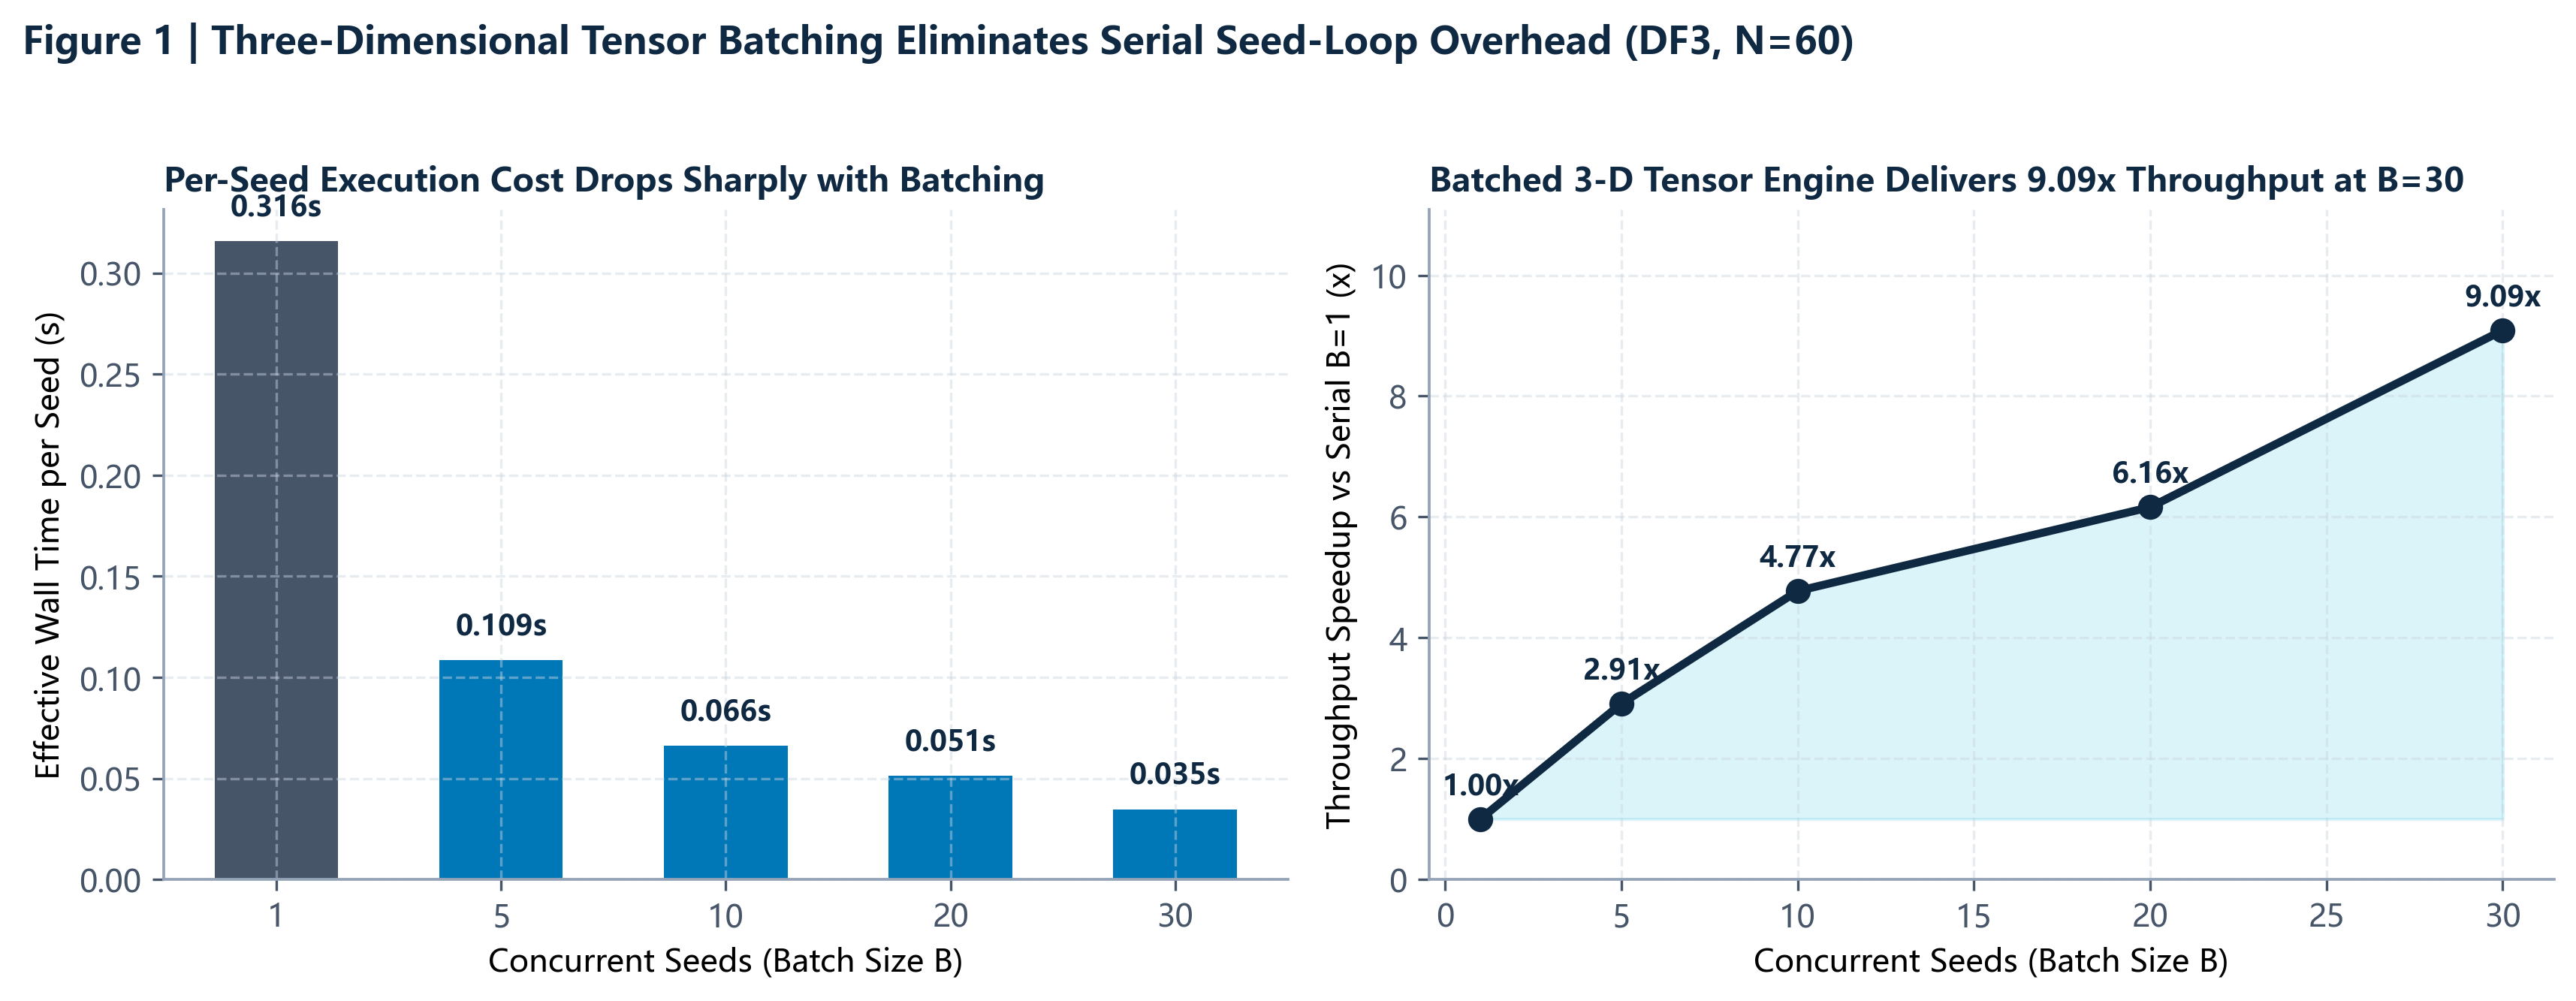 Figure 1 | Three-Dimensional Tensor Batching Eliminates Serial Seed-Loop Overhead (DF3, N=60)
Per-Seed Execution Cost Drops Sharply with Batching
0.316s
0.109s
0.066s
0.051s
0.035s
Effective Wall Time per Seed (s)
0.30
0.25
0.20
0.15
0.10
0.05
0.00
1 5 10 20 30
Concurrent Seeds (Batch Size B)
Batched 3-D Tensor Engine Delivers 9.09x Throughput at B=30
Throughput Speedup vs Serial B=1 (x)
10
8
6
4
2
0
9.09x
6.16x
4.77x
2.91x
1.00x
0 5 10 15 20 25 30
Concurrent Seeds (Batch Size B)